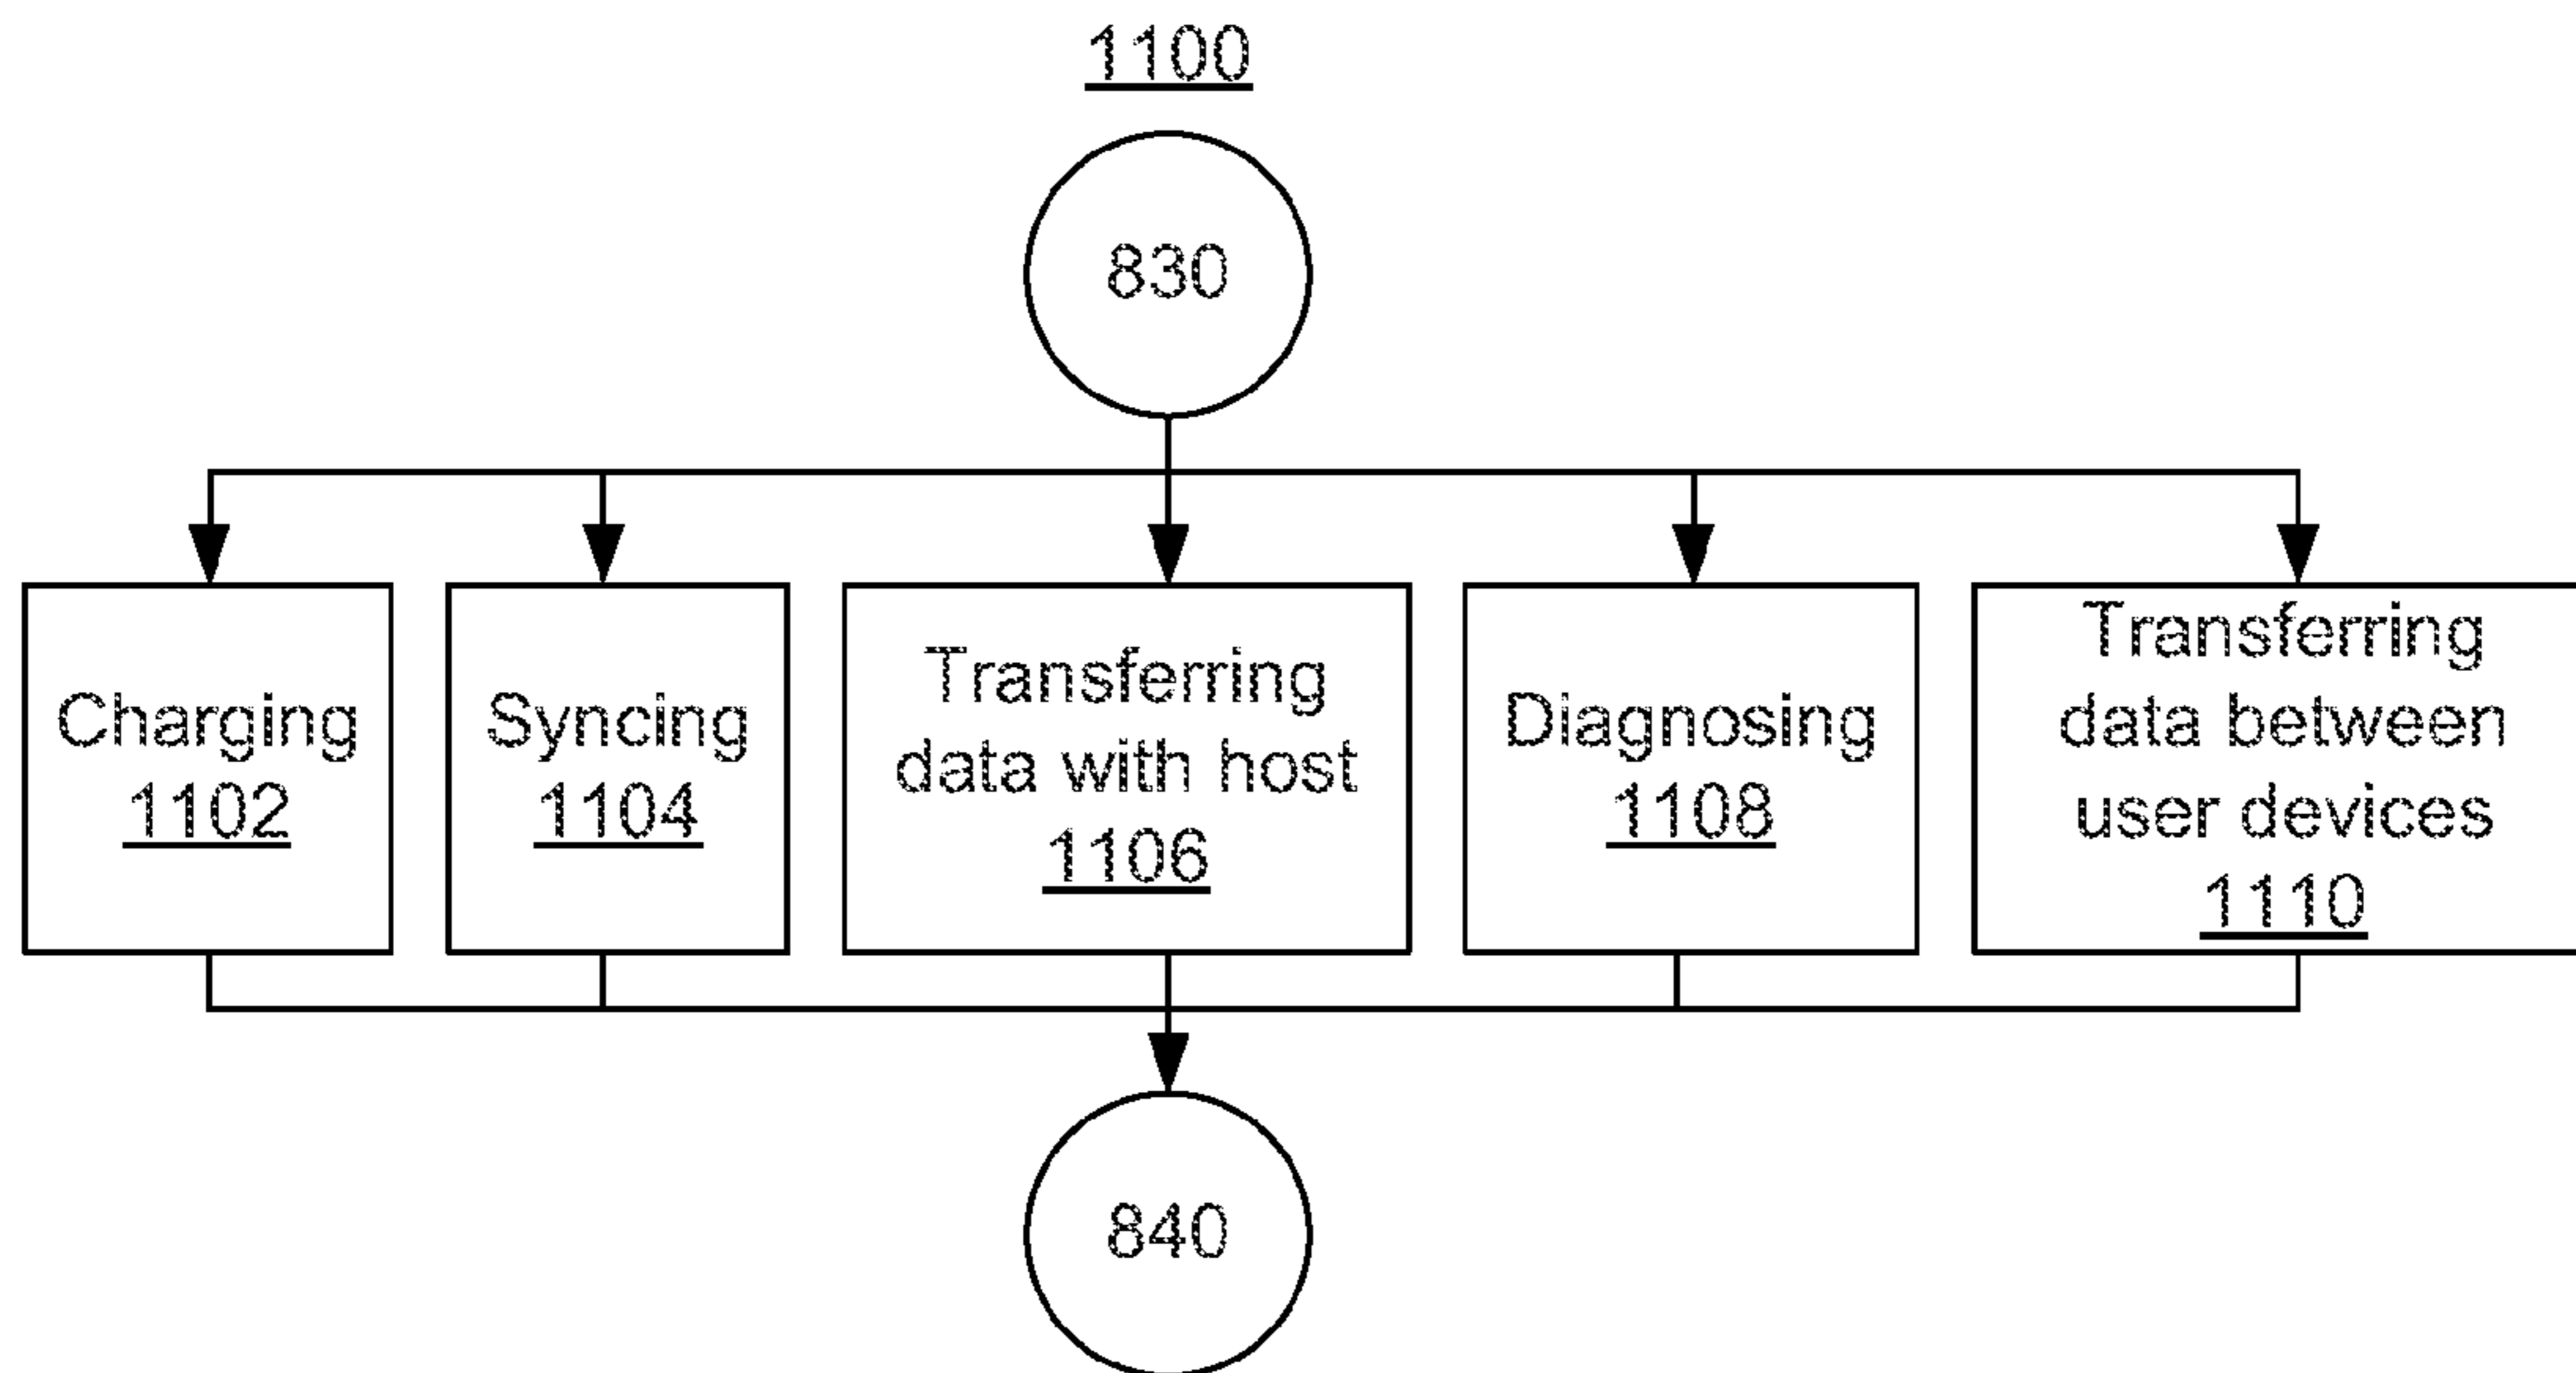 1100
830
Charging
1102
Syncing
1104
Transferring
data with host
1106
Diagnosing
1108
Transferring
data between
user devices
1110
840